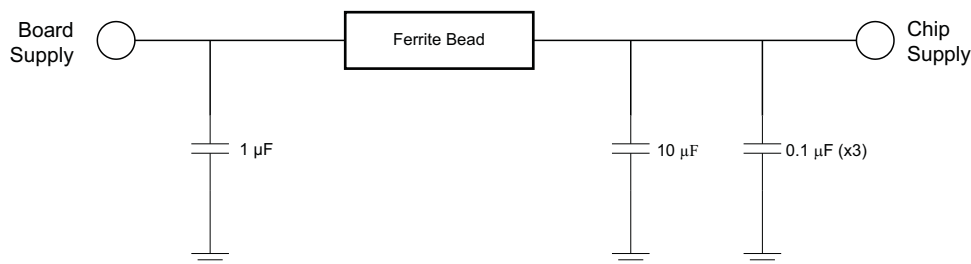 Board
Supply
Ferrite Bead
Chip
Supply
1 µF
10 μF
0.1 μF (x3)